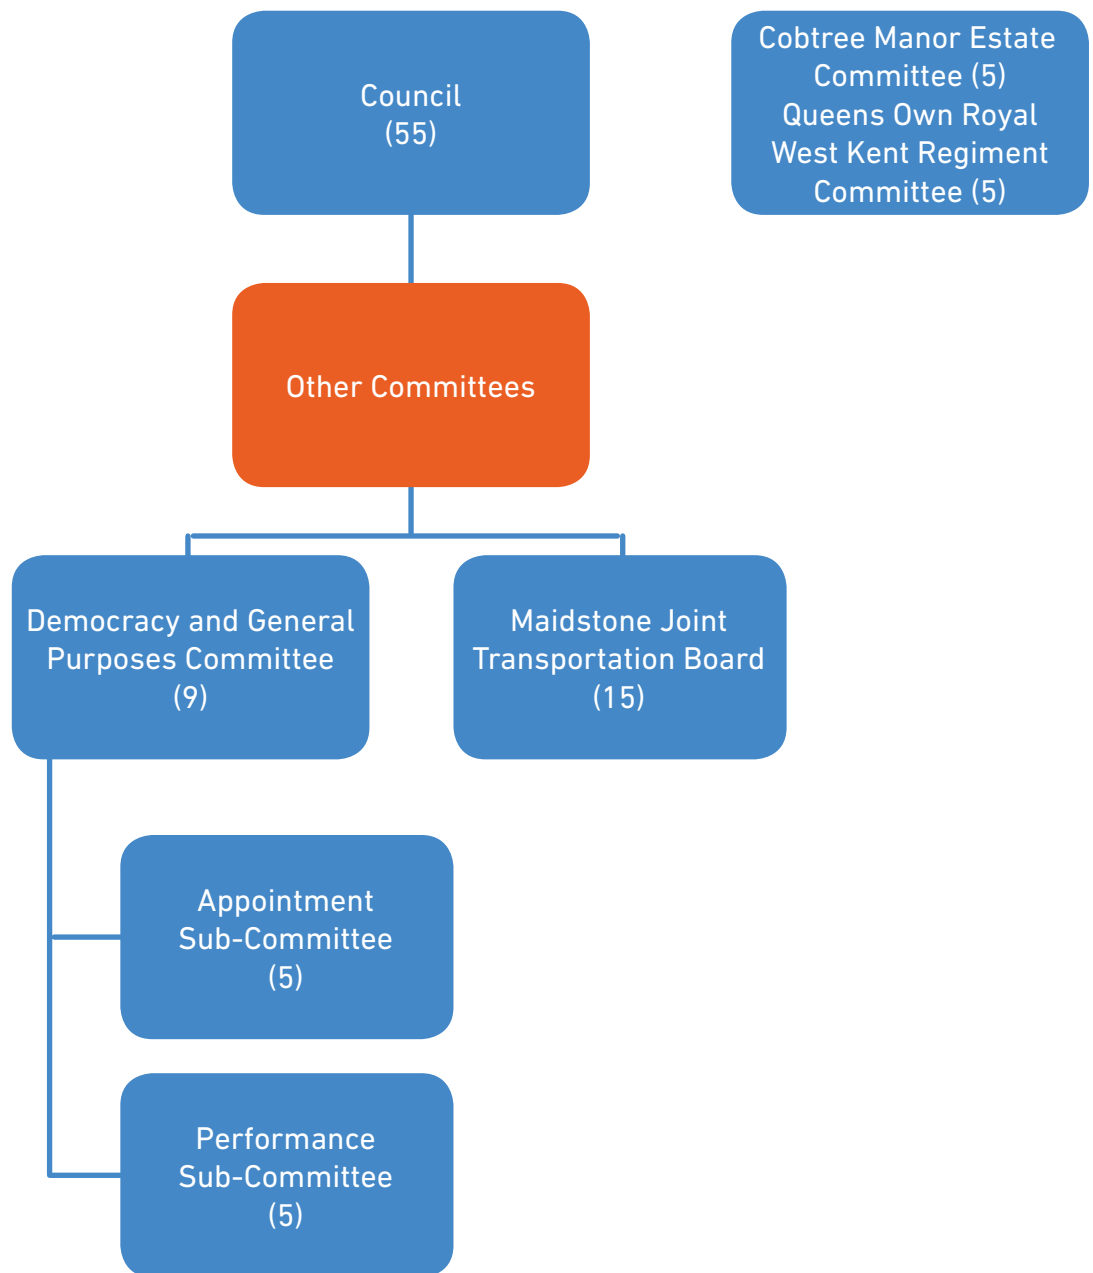 Council
(55)
Cobtree Manor Estate
Committee (5)
Queens Own Royal
West Kent Regiment
Committee (5)
Other Committees
Democracy and General
Purposes Committee
(9)
Maidstone Joint
Transportation Board
(15)
Appointment
Sub-Committee
(5)
Performance
Sub-Committee
(5)